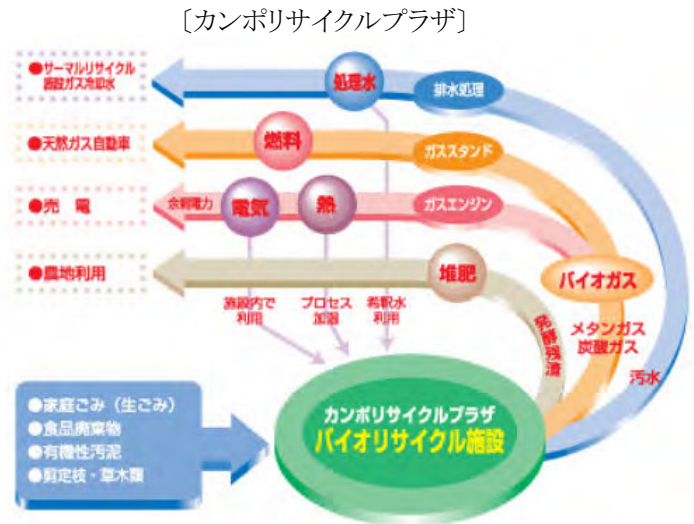 〔カンポリサイクルプラザ〕
●サーマルリサイクル
施設ガス冷却水
処理水
排水処理
●天然ガス自動車
燃料
ガススタンド
●売 電
余剰電力
電気
熱
ガスエンジン
●農地利用
堆肥
バイオガス
施設内で
利用
プロセス
加温
希釈水
利用
発酵残渣
メタンガス
炭酸ガス
汚水
●家庭ごみ（生ごみ）
●食品廃棄物
●有機性汚泥
●剪定枝・草木類
カンポリサイクルプラザ
バイオリサイクル施設